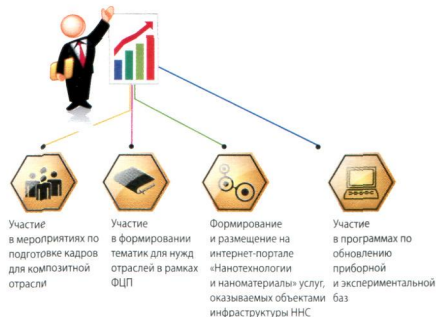 Участие
в мероприятиях по
подготовке кадров
для композитной
отрасли
Участие
в формировании
тематик для нужд
отраслей в рамках
ФЦП
Формирование
и размещение на
интернет-портале
«Нанотехнологии
и наноматериалы» услуг,
оказываемых объектами
инфраструктуры ННС
Участие
в программах по
обновлению
приборной
и экспериментальной
баз